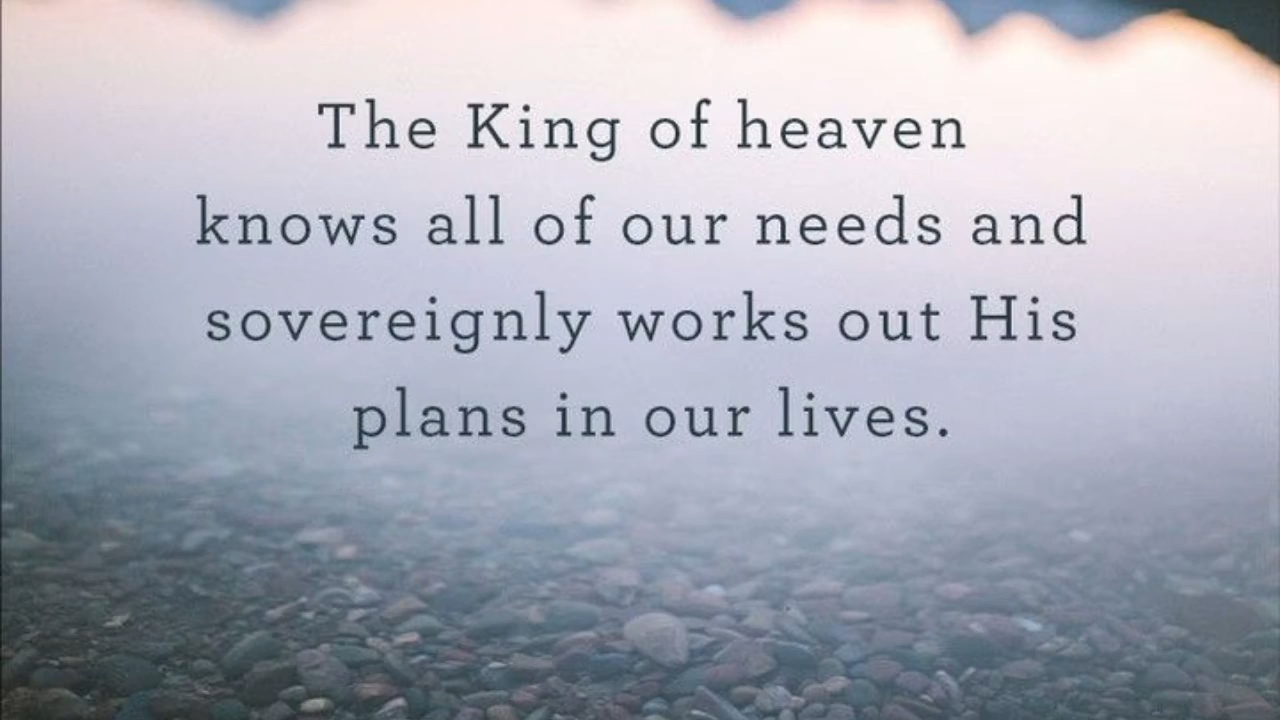 The King of heaven
knows all of our needs and
sovereignly works out His
plans in our lives.